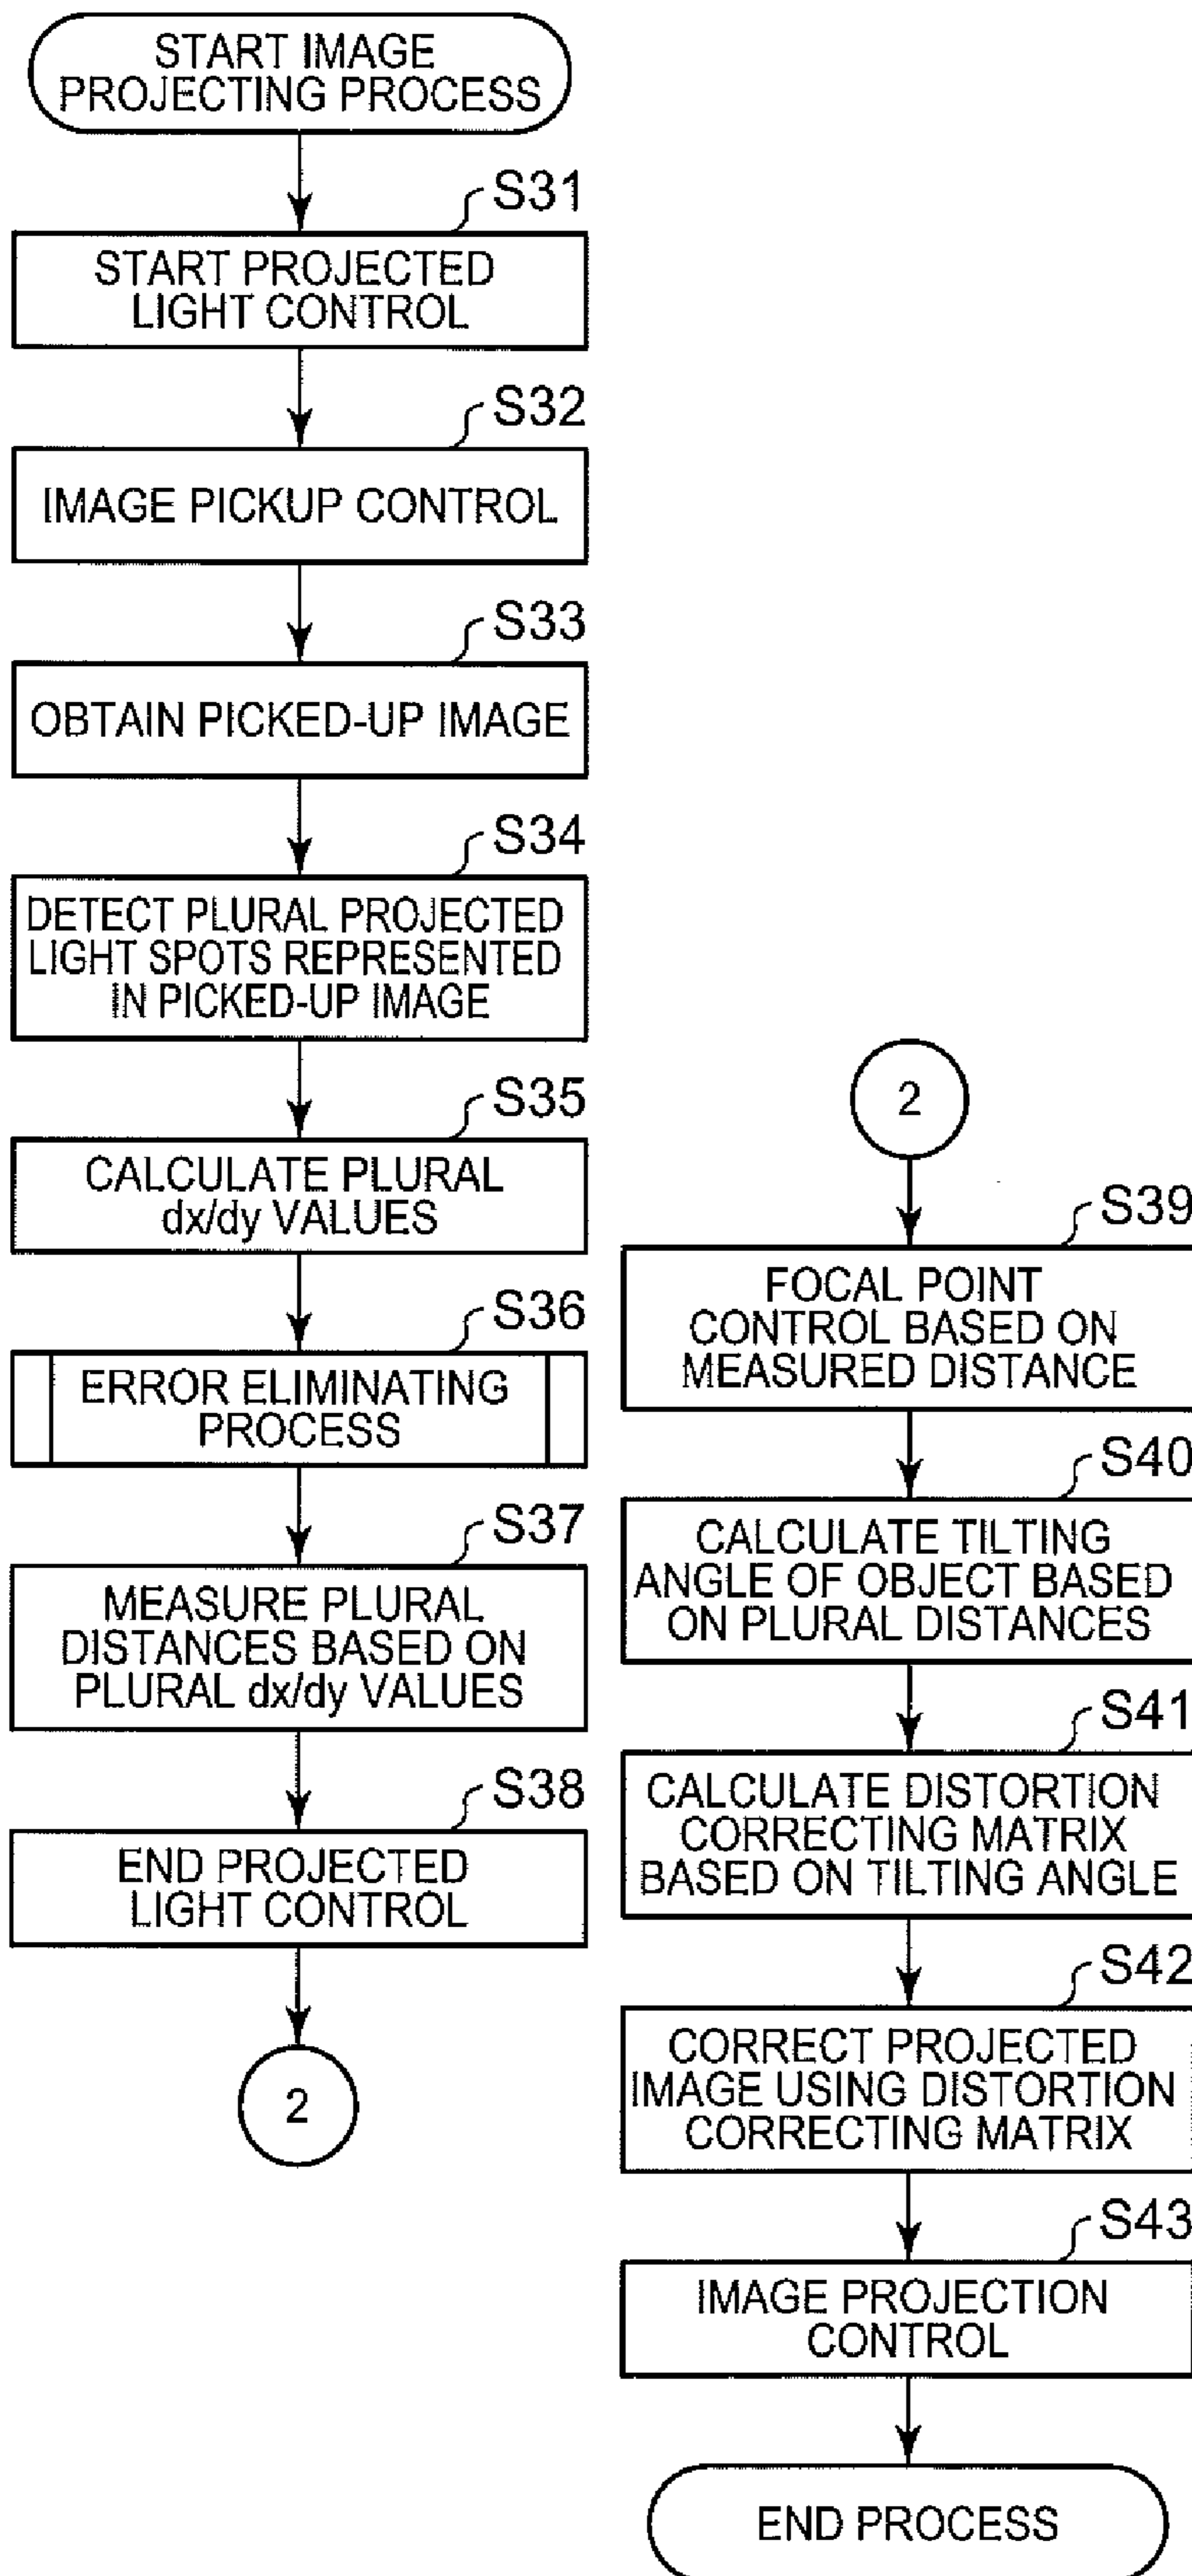 START IMAGE
PROJECTING PROCESS
S31
START PROJECTED
LIGHT CONTROL
S32
IMAGE PICKUP CONTROL
S33
OBTAIN PICKED-UP IMAGE
S34
DETECT PLURAL PROJECTED
LIGHT SPOTS REPRESENTED
IN PICKED-UP IMAGE
S35
CALCULATE PLURAL
dx/dy VALUES
S36
ERROR ELIMINATING
PROCESS
S37
MEASURE PLURAL
DISTANCES BASED ON
PLURAL dx/dy VALUES
S38
END PROJECTED
LIGHT CONTROL
2
2
S39
FOCAL POINT
CONTROL BASED ON
MEASURED DISTANCE
S40
CALCULATE TILTING
ANGLE OF OBJECT BASED
ON PLURAL DISTANCES
S41
CALCULATE DISTORTION
CORRECTING MATRIX
BASED ON TILTING ANGLE
S42
CORRECT PROJECTED
IMAGE USING DISTORTION
CORRECTING MATRIX
S43
IMAGE PROJECTION
CONTROL
END PROCESS